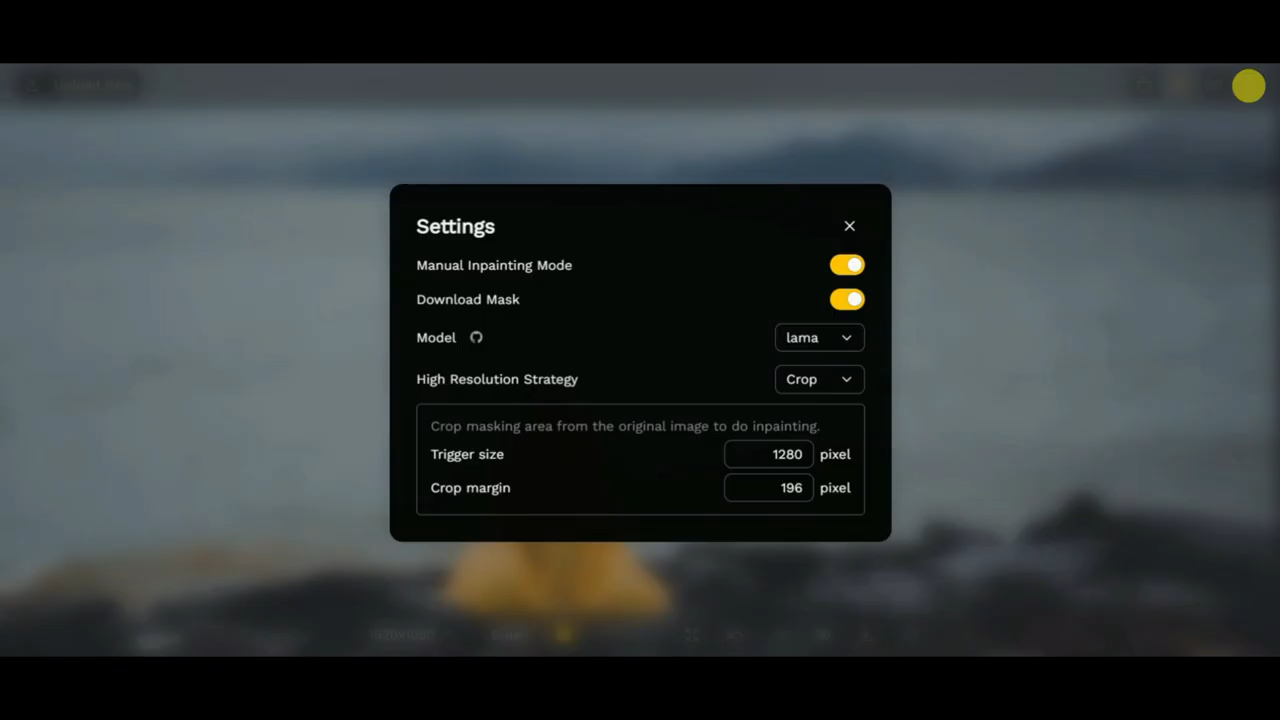 Settings
Manual Inpainting Mode
Download Mask
Model lama
High Resolution Strategy Crop
Crop masking area from the original image to do inpainting.
Trigger size 1280 pixel
Crop margin 196 pixel